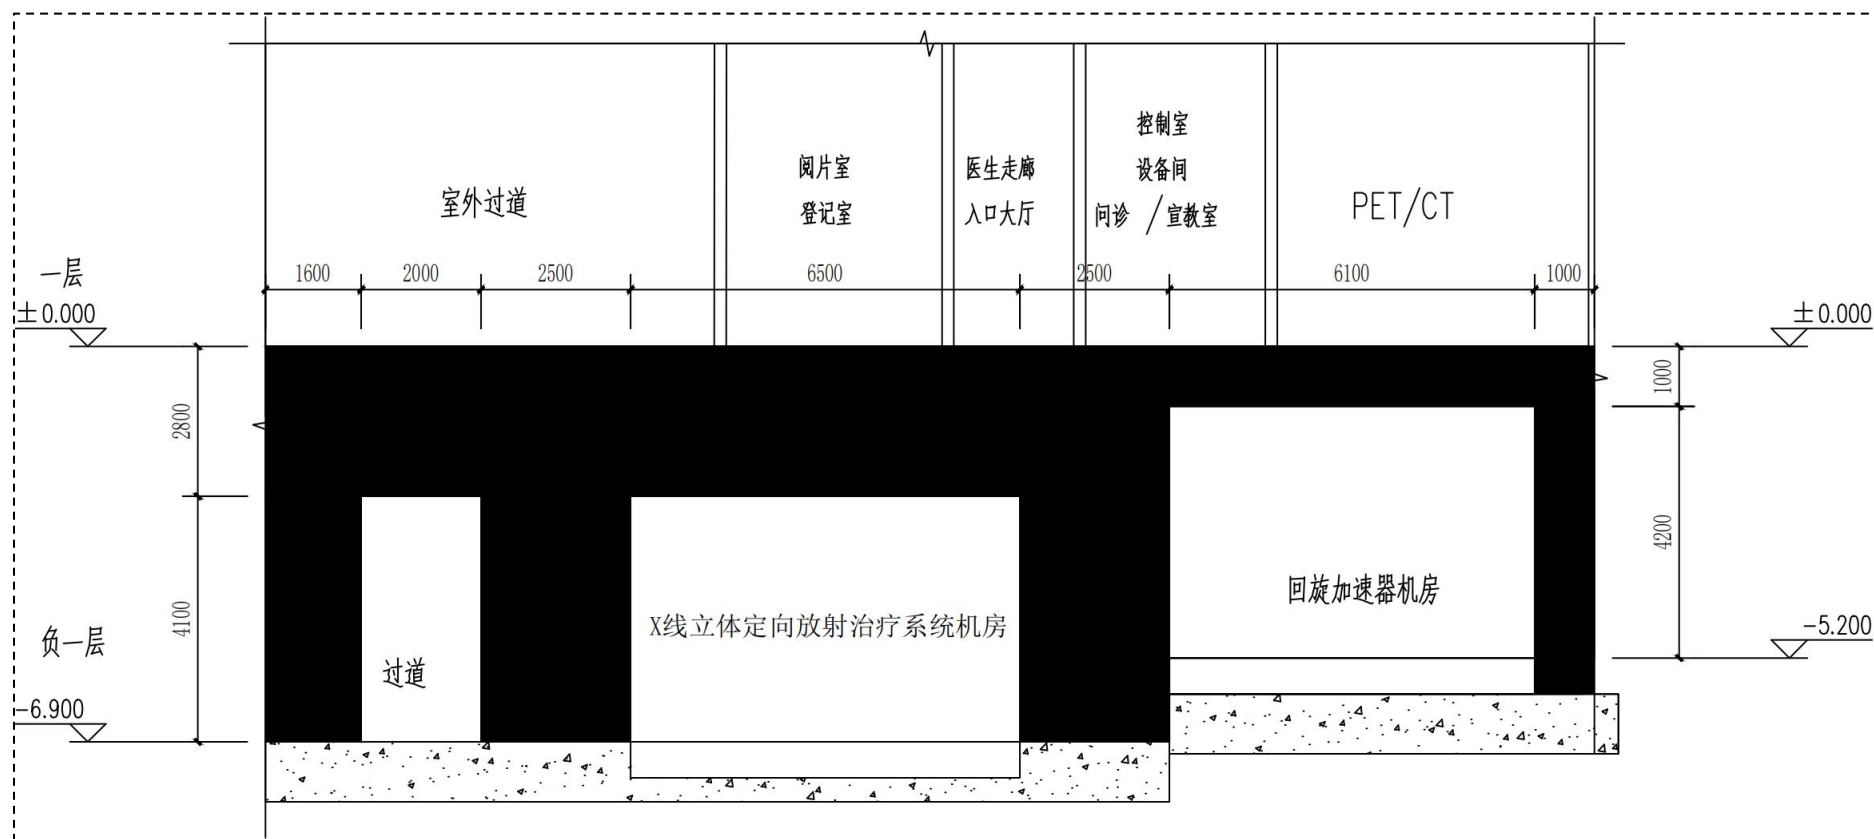 控制室
阅片室
医生走廊
设备间
室外过道
登记室
入口大厅
问诊 / 宣教室
PET/CT
一层
1600
2000
2500
6500
2500
6100
1000
±0.000
±0.000
2800
1000
4200
4100
回旋加速器机房
X线立体定向放射治疗系统机房
过道
负一层
-5.200
-6.900